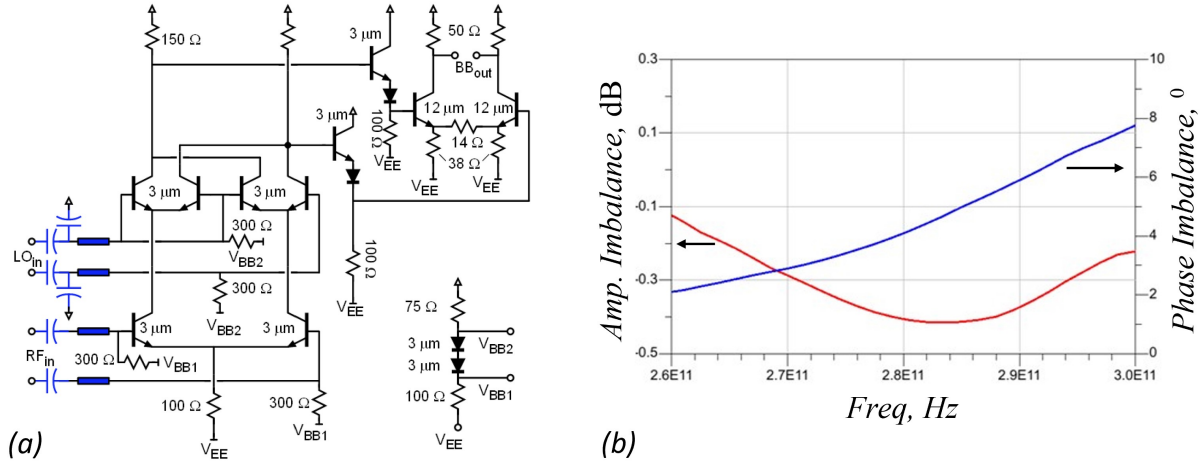 150 Ω
3 µm
50 Ω
BBout
12 µm
12 µm
100 Ω
14 Ω
VEE
38 Ω
VEE
VEE
3 µm
3 µm
3 µm
300 Ω
VBB2
LOin
300 Ω
VBB2
100 Ω
VEE
3 µm
3 µm
RFin
300 Ω
VBB1
100 Ω
VEE
300 Ω
VBB1
75 Ω
3 µm
VBB2
3 µm
VBB1
100 Ω
VEE
(a)
Amp. Imbalance, dB
0.3
0.1
-0.1
-0.3
-0.5
2.6E11
2.7E11
2.8E11
2.9E11
3.0E11
Freq, Hz
10
8
6
4
2
0
Phase Imbalance, 0
(b)